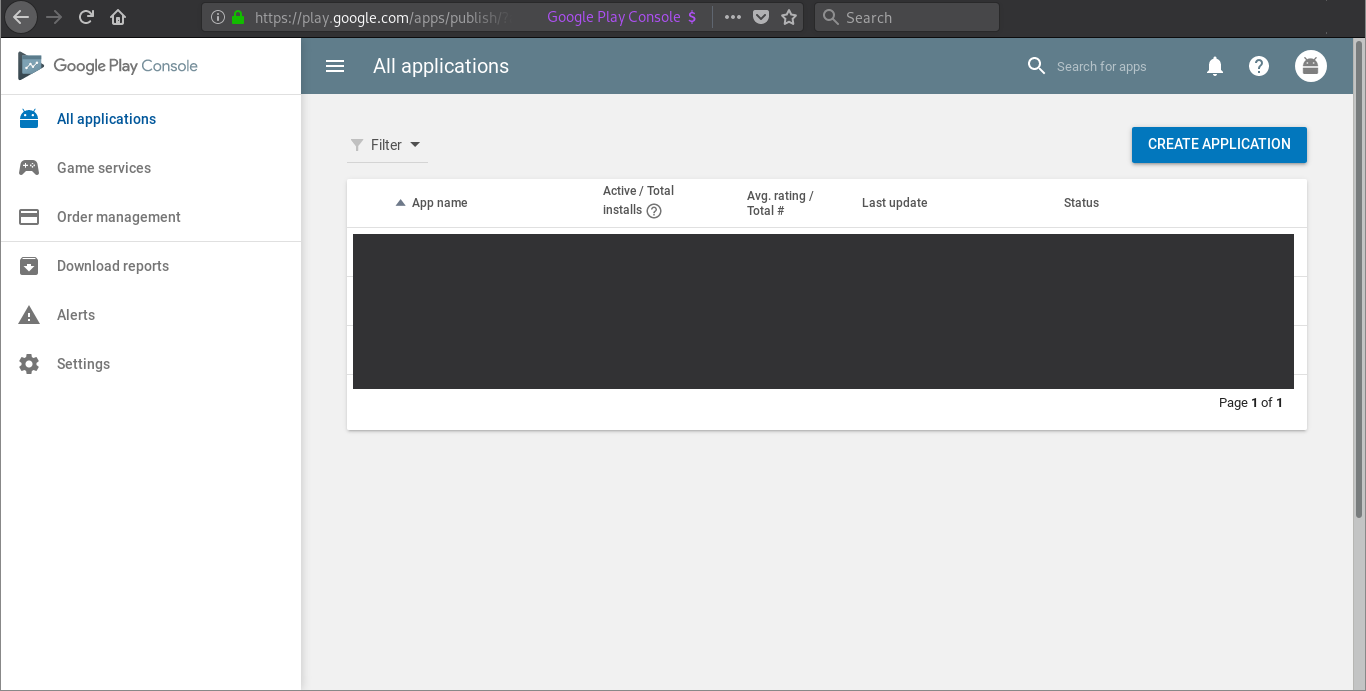 https://play.google.com/apps/publish/?
Google Play Console $
Search
Google Play Console
All applications
Search for apps
All applications
Game services
Order management
Download reports
Alerts
Settings
Filter
CREATE APPLICATION
App name
Active / Total
installs
Avg. rating /
Total #
Last update
Status
Page 1 of 1